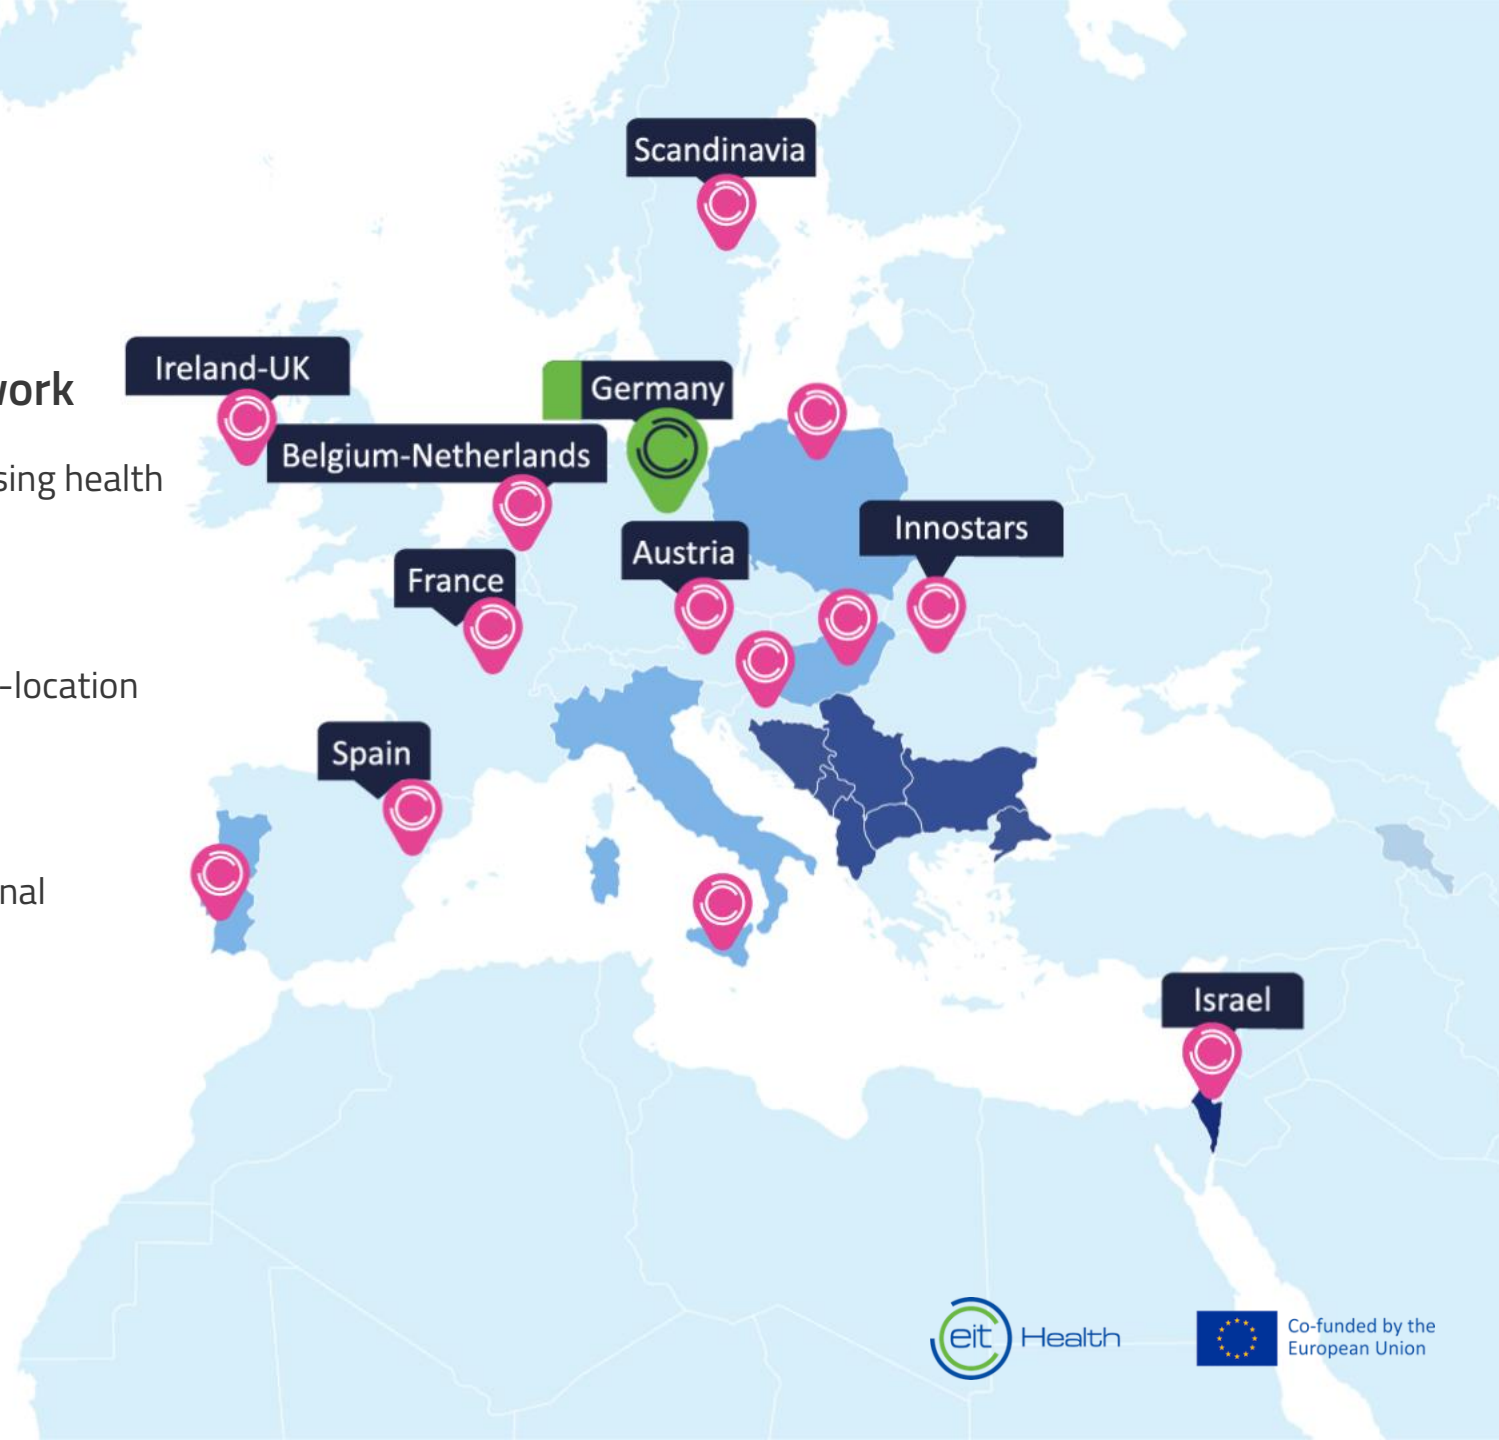 Scandinavia
Ireland-UK
work
Germany
Belgium-Netherlands
sing health
Innostars
Austria
France
-location
Spain
nal
Israel
eit Health
Co-funded by the
European Union